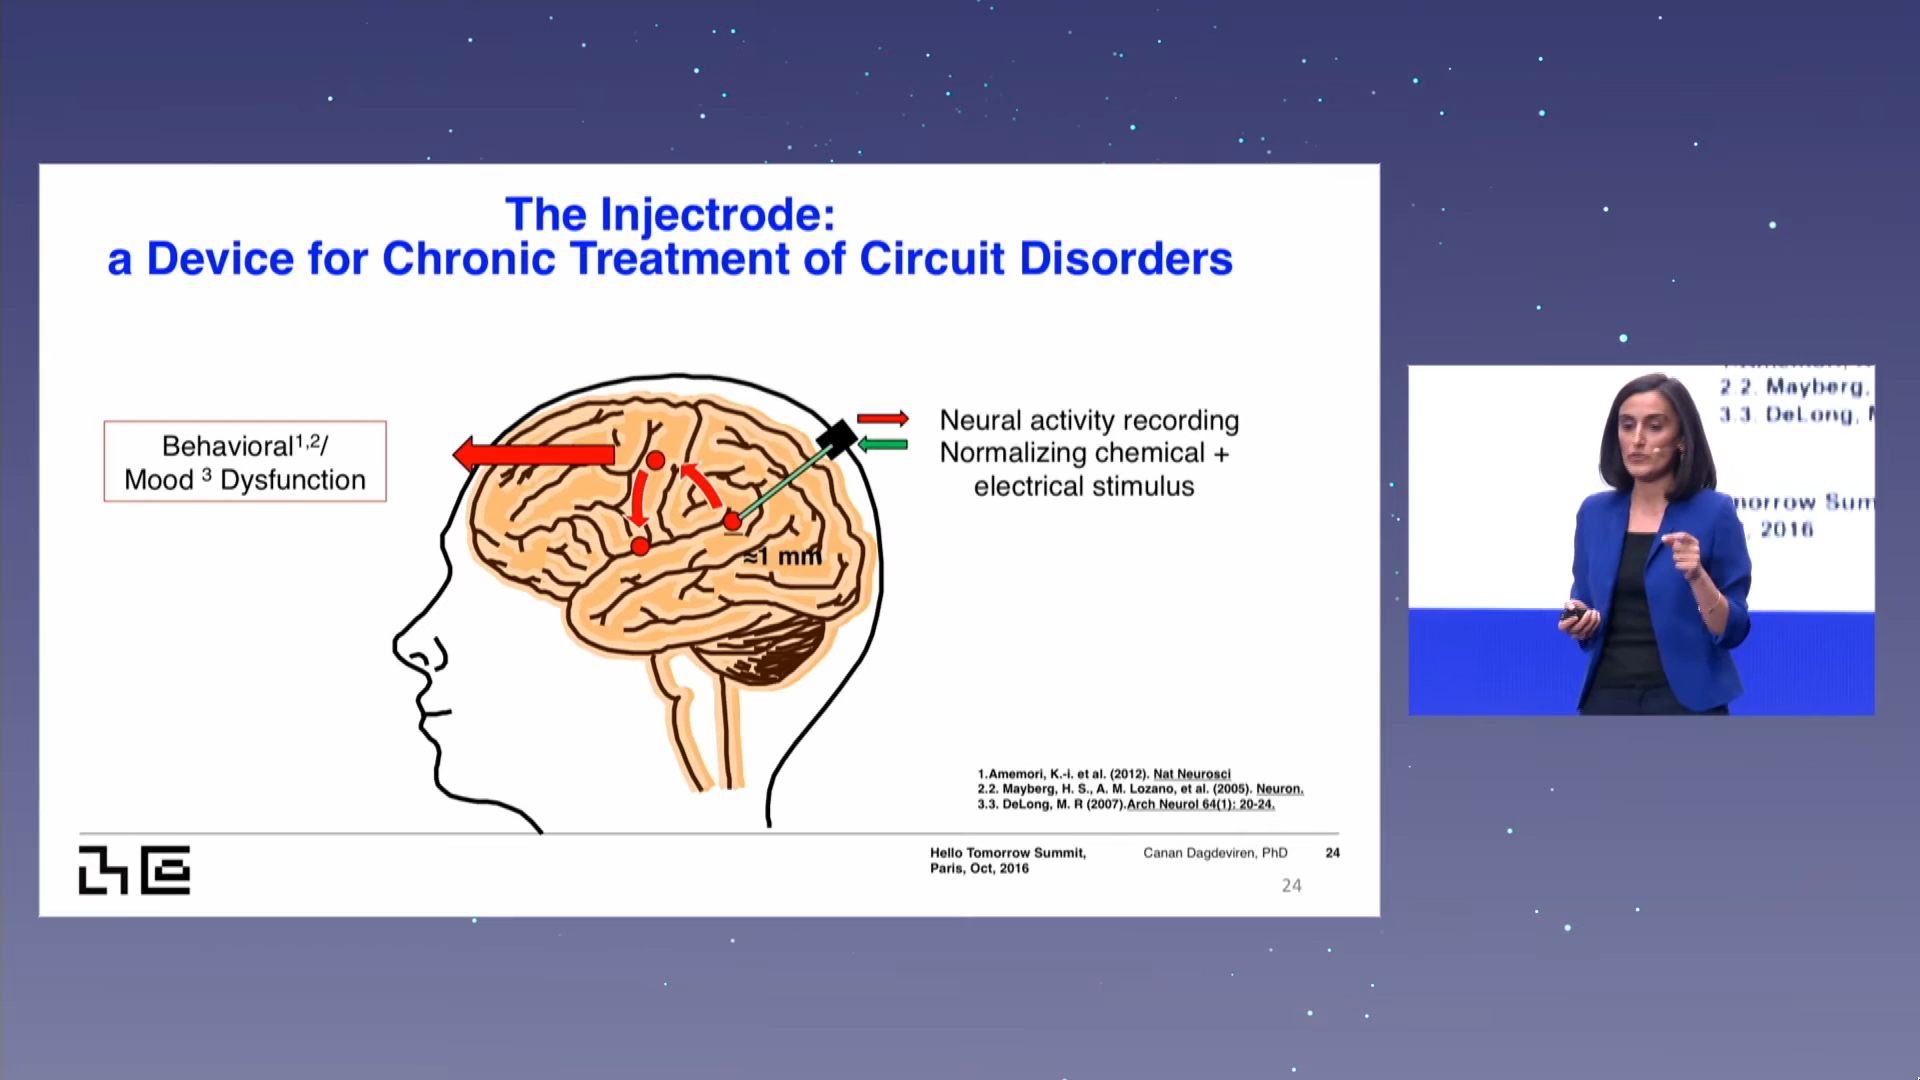 The Injectrode:
a Device for Chronic Treatment of Circuit Disorders
Behavioral1,2/
Mood 3 Dysfunction
Neural activity recording
Normalizing chemical +
electrical stimulus
≈1 mm
1.Amemori, K.-i. et al. (2012). Nat Neurosci
2.2. Mayberg, H. S., A. M. Lozano, et al. (2005). Neuron.
3.3. DeLong, M. R (2007).Arch Neurol 64(1): 20-24.
Hello Tomorrow Summit,
Paris, Oct, 2016
Canan Dagdeviren, PhD
24
24
2.2. Mayberg,
3.3. DeLong,
morrow Sum
, 2016